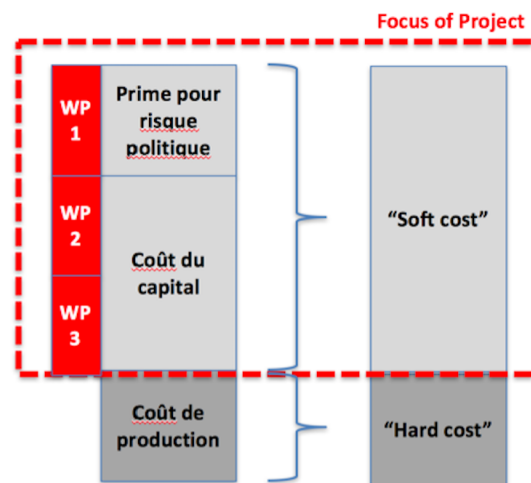 Focus of Project
WP
1
Prime pour
risque
politique
WP
2
Coût du
capital
WP
3
“Soft cost”
Coût de
production
“Hard cost”